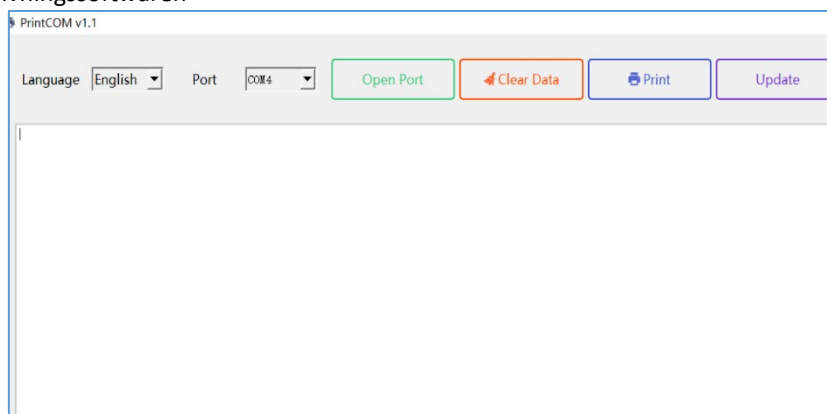 PrintCOM v1.1
Language English Port COM4 Open Port Clear Data Print Update